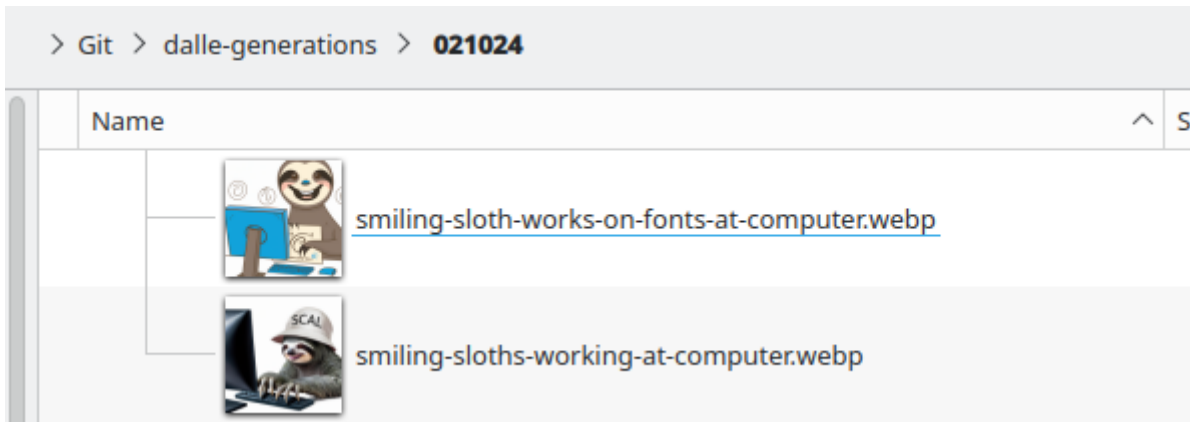 > Git > dalle-generations > 021024
Name S
smiling-sloth-works-on-fonts-at-computer.webp
SCAL
smiling-sloths-working-at-computer.webp